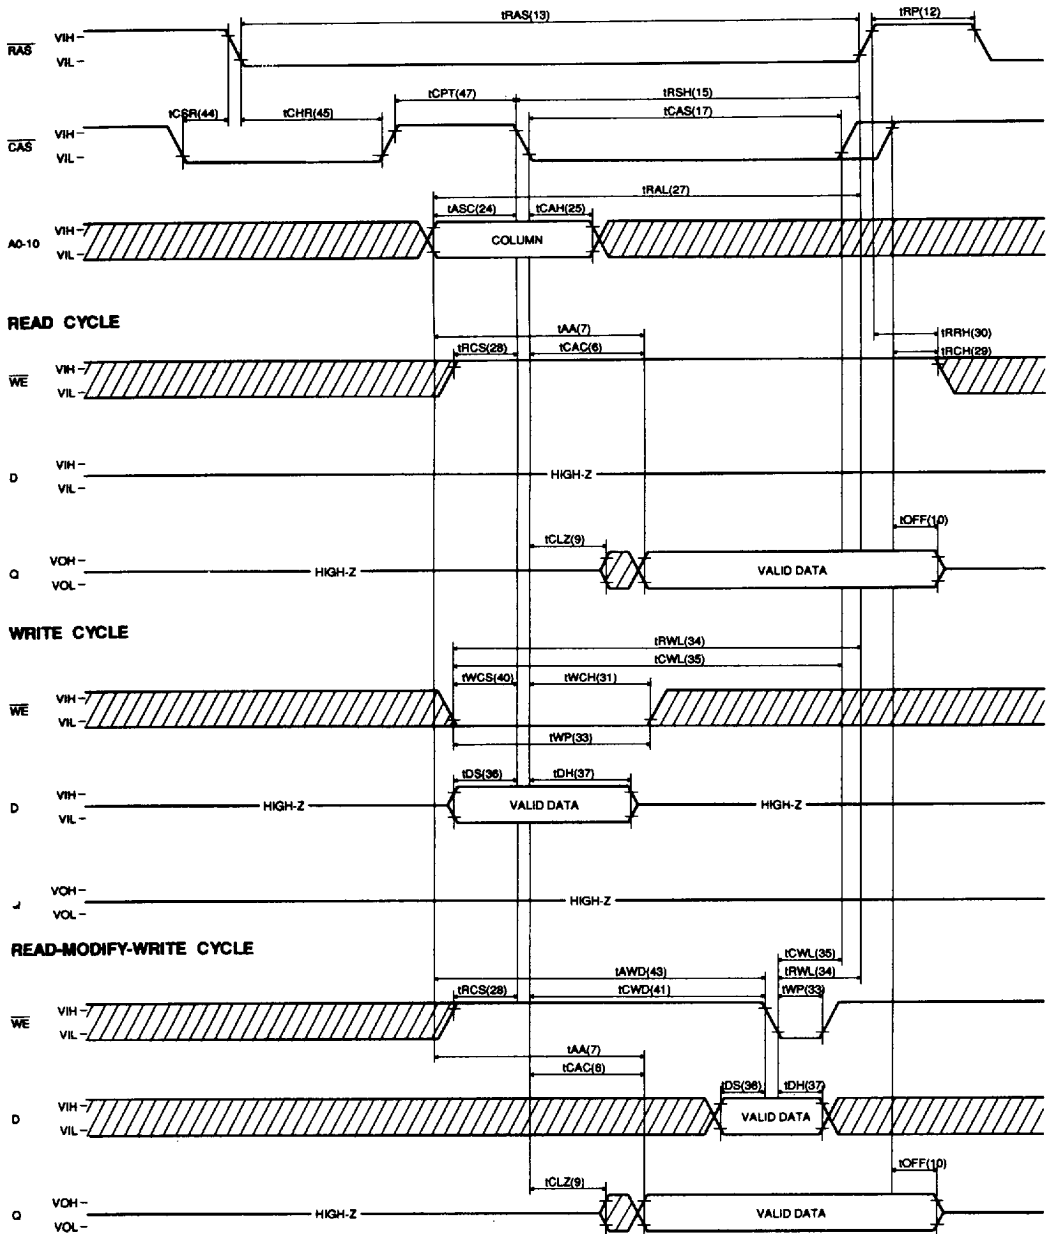 tRAS(13) tRP(12)
RAS VIH
VIL
tCPT(47) tRSH(15)
tCSR(44) tCHR(45) tCAS(17)
CAS VIH
VIL
tRAL(27)
tASC(24) tCAH(25)
A0-10 VIH
COLUMN
VIL
READ CYCLE
tAA(7) tRRH(30)
tRCS(28) tCAC(6) tRCH(29)
WE VIH
VIL
D VIH
HIGH-Z
VIL
tOFF(10)
tCLZ(9)
Q VOH
HIGH-Z VALID DATA
VOL
WRITE CYCLE
tRWL(34)
tCWL(35)
tWCS(40) tWCH(31)
WE VIH
VIL
tWP(33)
tDS(36) tDH(37)
D VIH
HIGH-Z VALID DATA HIGH-Z
VIL
VOH
HIGH-Z
VOL
READ-MODIFY-WRITE CYCLE
tCWL(35)
tAWD(43) tRWL(34)
tRCS(28) tCWD(41) tWP(33)
WE VIH
VIL
tAA(7)
tCAC(6)
tDS(36) tDH(37)
D VIH
VALID DATA
VIL
tOFF(10)
tCLZ(9)
Q VOH
HIGH-Z VALID DATA
VOL